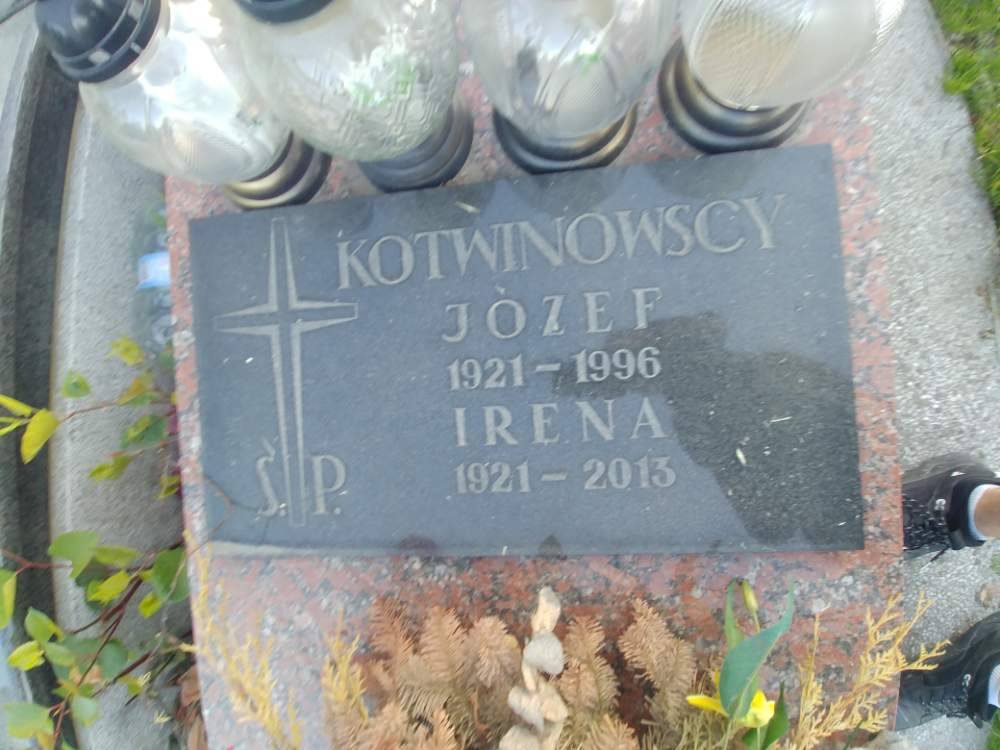 KOTWINOWSCY
JÓZEF
1921 – 1996
IRENA
1921 – 2013
Ś. P.